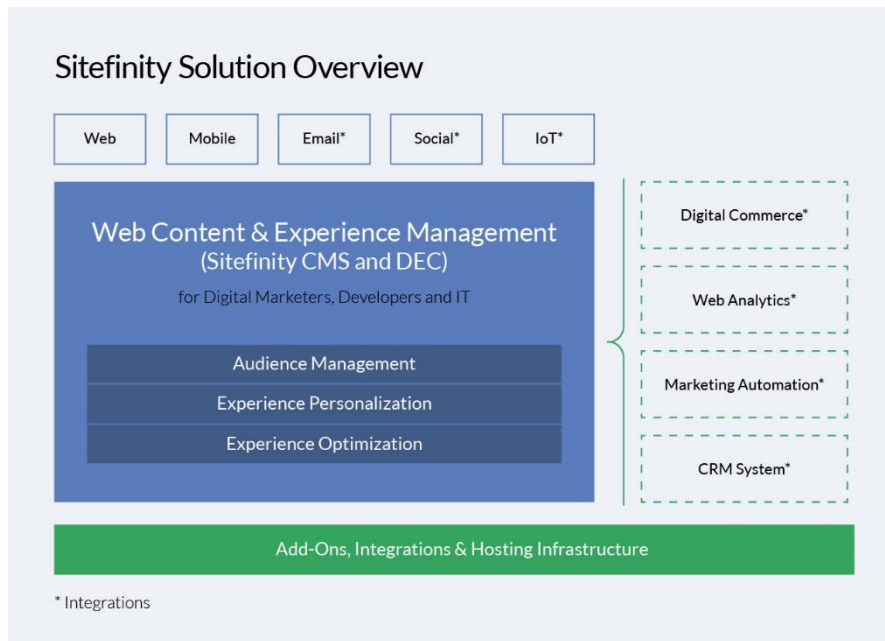 Sitefinity Solution Overview
Web
Mobile
Email*
Social*
IoT*
Web Content & Experience Management
(Sitefinity CMS and DEC)
for Digital Marketers, Developers and IT
Audience Management
Experience Personalization
Experience Optimization
Digital Commerce*
Web Analytics*
Marketing Automation*
CRM System*
Add-Ons, Integrations & Hosting Infrastructure
* Integrations